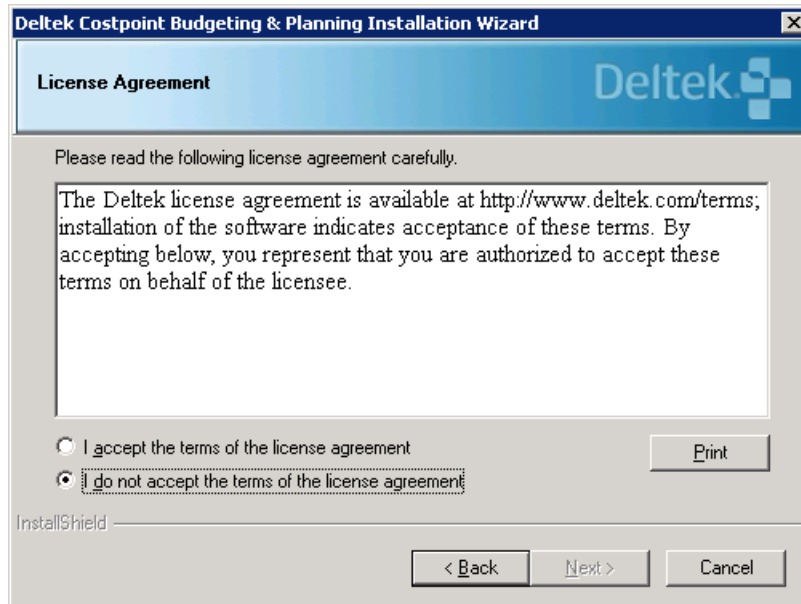 Deltek Costpoint Budgeting & Planning Installation Wizard
License Agreement
Deltek
Please read the following license agreement carefully.
The Deltek license agreement is available at http://www.deltek.com/terms;
installation of the software indicates acceptance of these terms. By
accepting below, you represent that you are authorized to accept these
terms on behalf of the licensee.
I accept the terms of the license agreement
Print
I do not accept the terms of the license agreement
InstallShield
< Back
Next >
Cancel